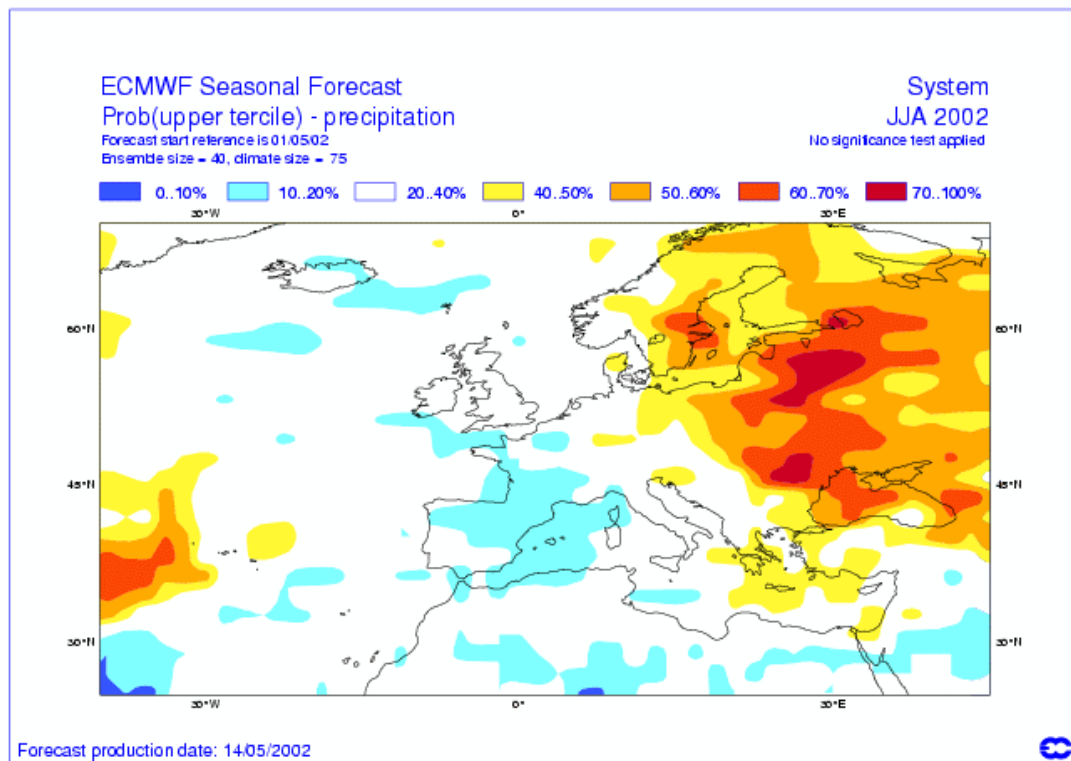 ECMWF Seasonal Forecast System
Prob(upper tercile) - precipitation JJA 2002
Forecast start reference is 01/05/02 No significance test applied
Ensemble size = 40, climate size = 75
0..10% 10..20% 20..40% 40..50% 50..60% 60..70% 70..100%
30°W 0° 30°E
60°N 60°N
45°N 45°N
30°N 30°N
30°W 0° 30°E
Forecast production date: 14/05/2002